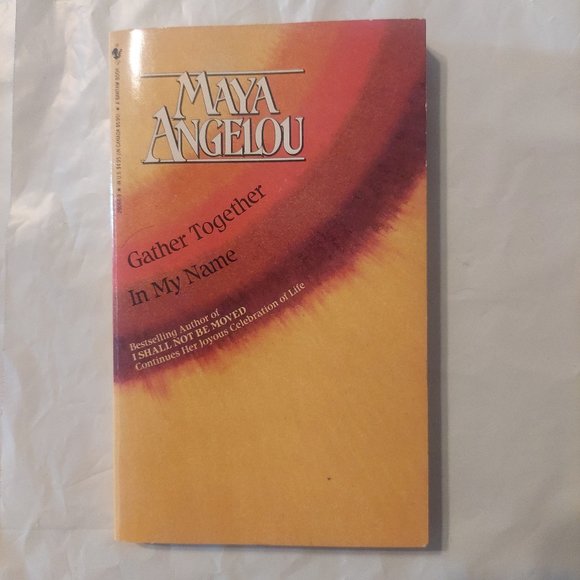 MAYA
ANGELOU
Gather Together
In My Name
Bestselling Author of
I SHALL NOT BE MOVED
Continues Her Joyous Celebration of Life